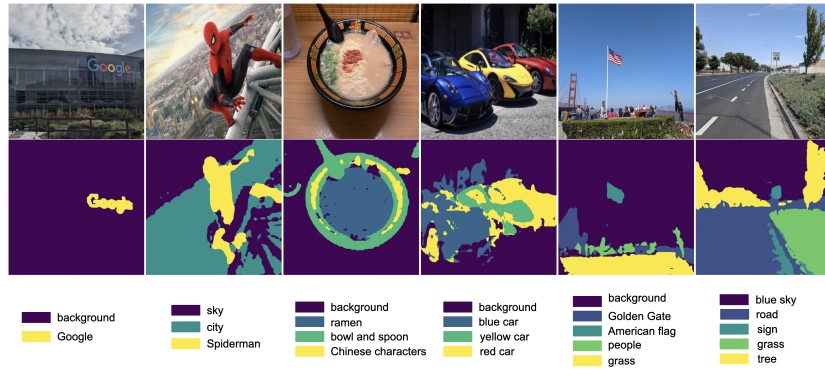 Google
background
Google
sky
city
Spiderman
background
ramen
bowl and spoon
Chinese characters
background
blue car
yellow car
red car
background
Golden Gate
American flag
people
grass
blue sky
road
sign
grass
tree